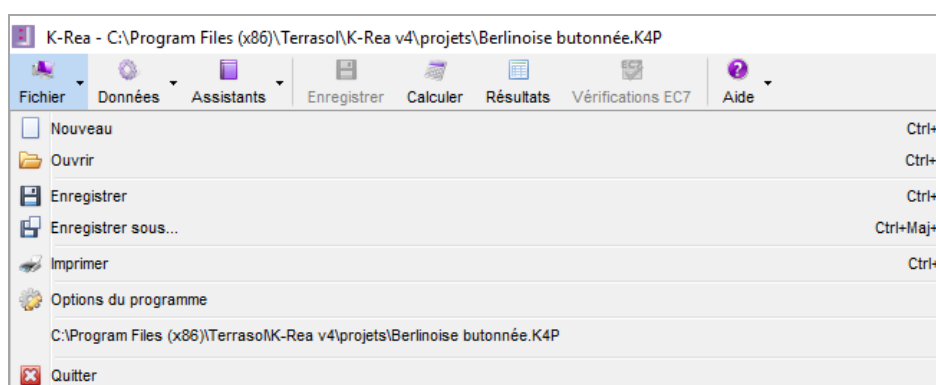 K-Rea - C:\Program Files (x86)\Terrasol\K-Rea v4\projets\Berlinoise butonnée.K4P
Fichier Données Assistants Enregistrer Calculer Résultats Vérifications EC7 Aide
Nouveau Ctrl+
Ouvrir Ctrl+
Enregistrer Ctrl+
Enregistrer sous... Ctrl+Maj+
Imprimer Ctrl+
Options du programme
C:\Program Files (x86)\Terrasol\K-Rea v4\projets\Berlinoise butonnée.K4P
Quitter